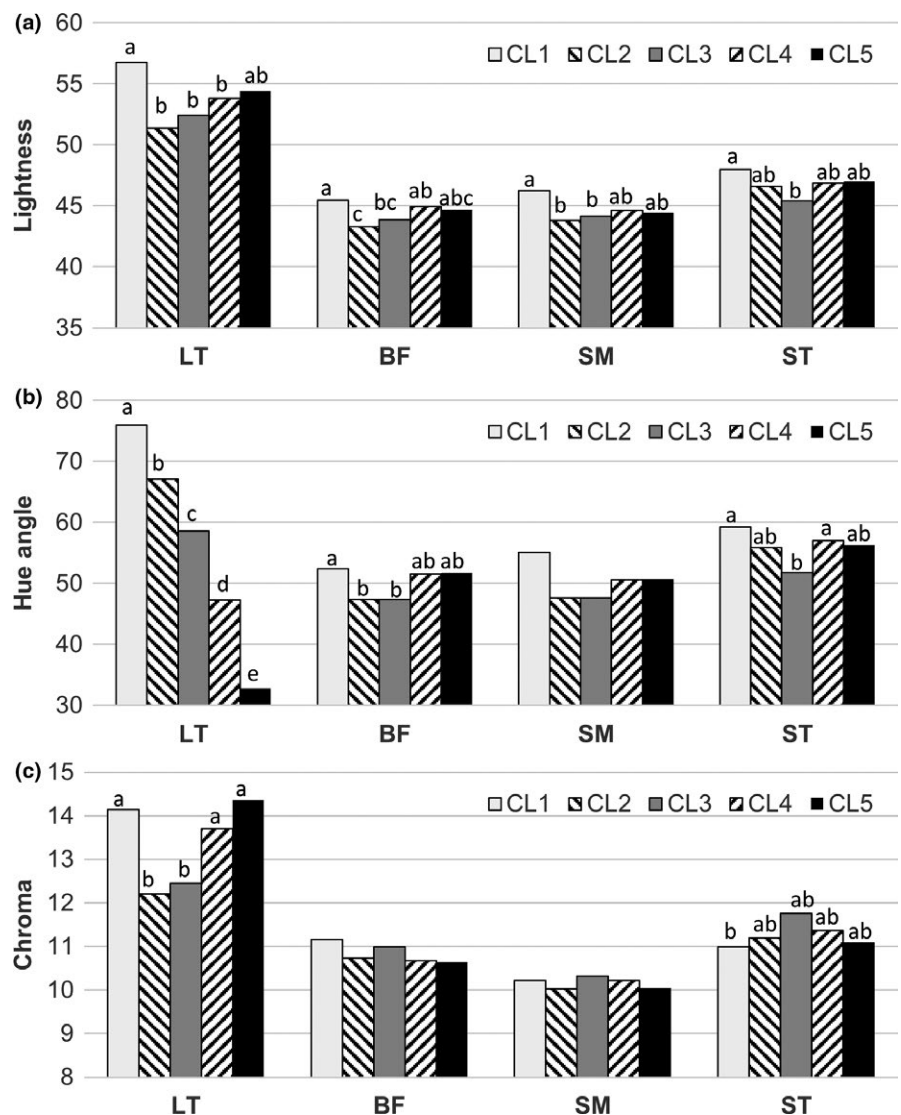 (a)
60
55
50
45
40
35
Lightness
CL1 CL2 CL3 CL4 CL5
a b b b ab
a c bc ab abc
a b b ab ab
a ab b ab ab
LT BF SM ST
(b)
80
70
60
50
40
30
Hue angle
CL1 CL2 CL3 CL4 CL5
a b c d e
a b b ab ab
a ab b a ab
LT BF SM ST
(c)
15
14
13
12
11
10
9
8
Chroma
CL1 CL2 CL3 CL4 CL5
a b b a a
b ab ab ab ab
LT BF SM ST